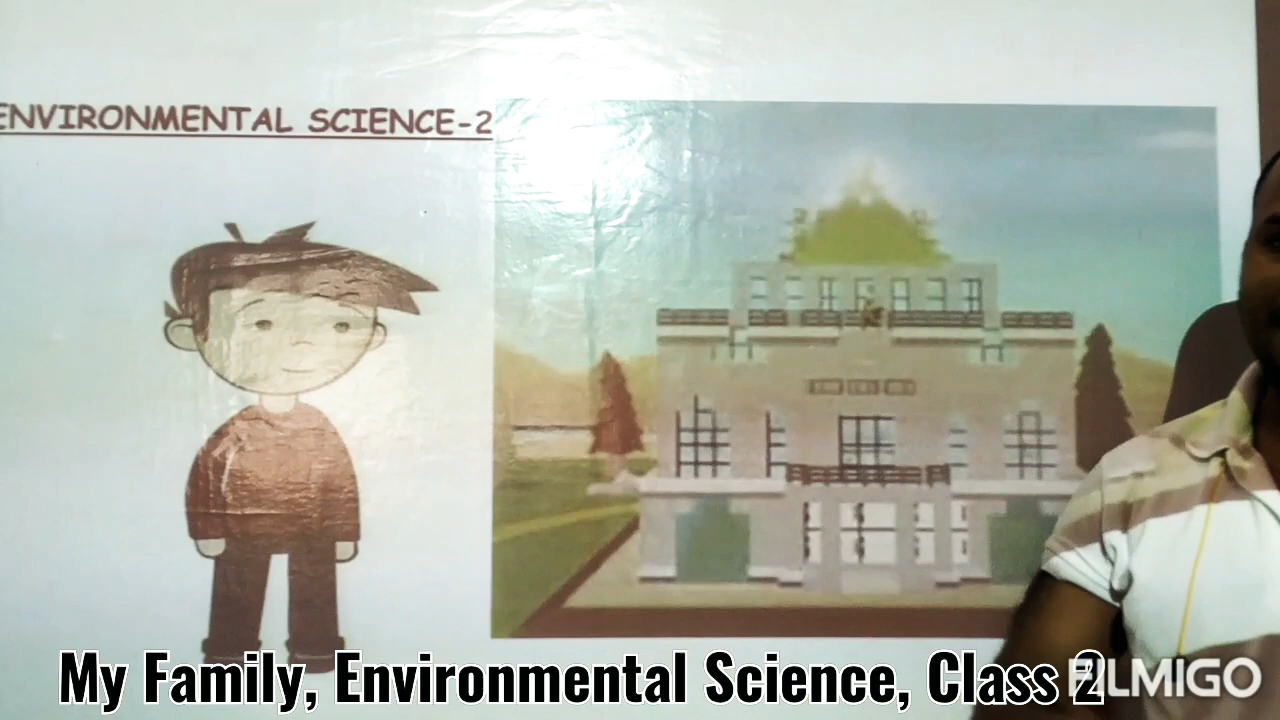 ENVIRONMENTAL SCIENCE-2
My Family, Environmental Science, Class 2
FILMIGO